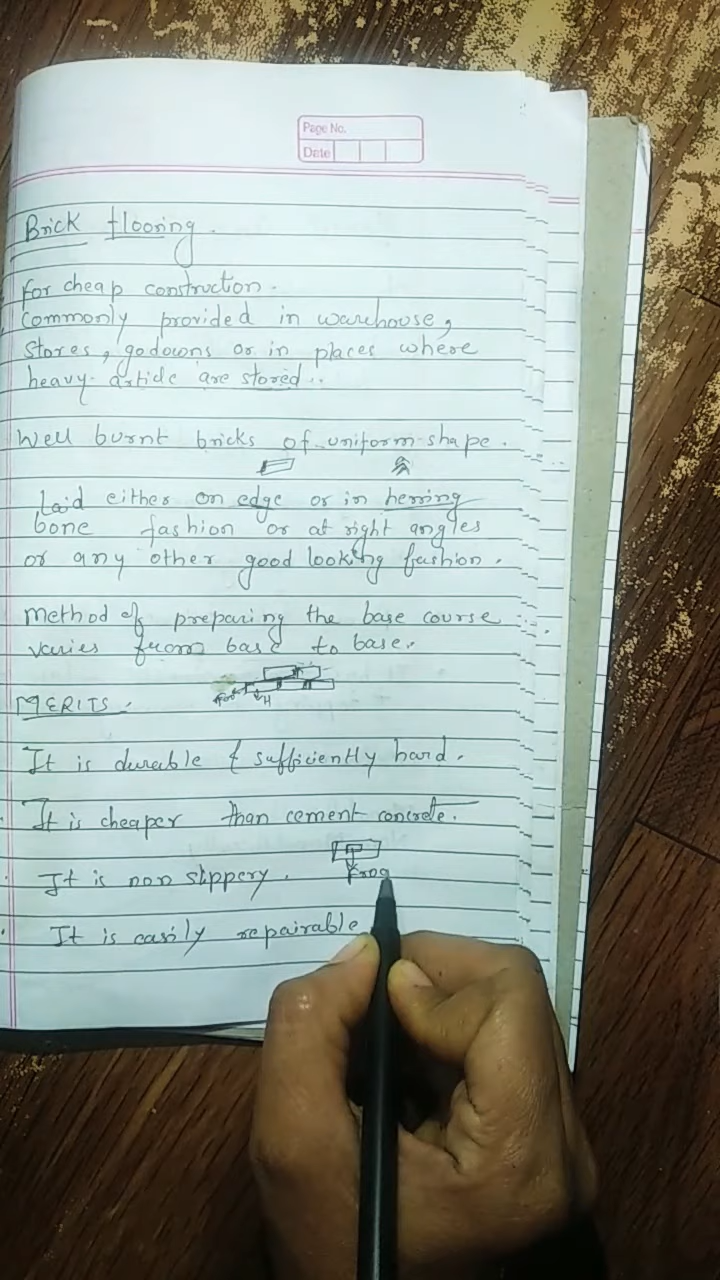 Page No.
Date
Brick flooring.
For cheap construction.
Commonly provided in warehouse,
Stores, godowns or in places where
heavy article are stored..
Well burnt bricks of uniform shape.
Laid either on edge or in herring
bone fashion or at right angles
or any other good looking fashion.
Method of preparing the base course
varies from base to base.
MERITS:
It is durable & sufficiently hard.
It is cheaper than cement concrete.
It is non slippery.
Frog
It is easily repairable